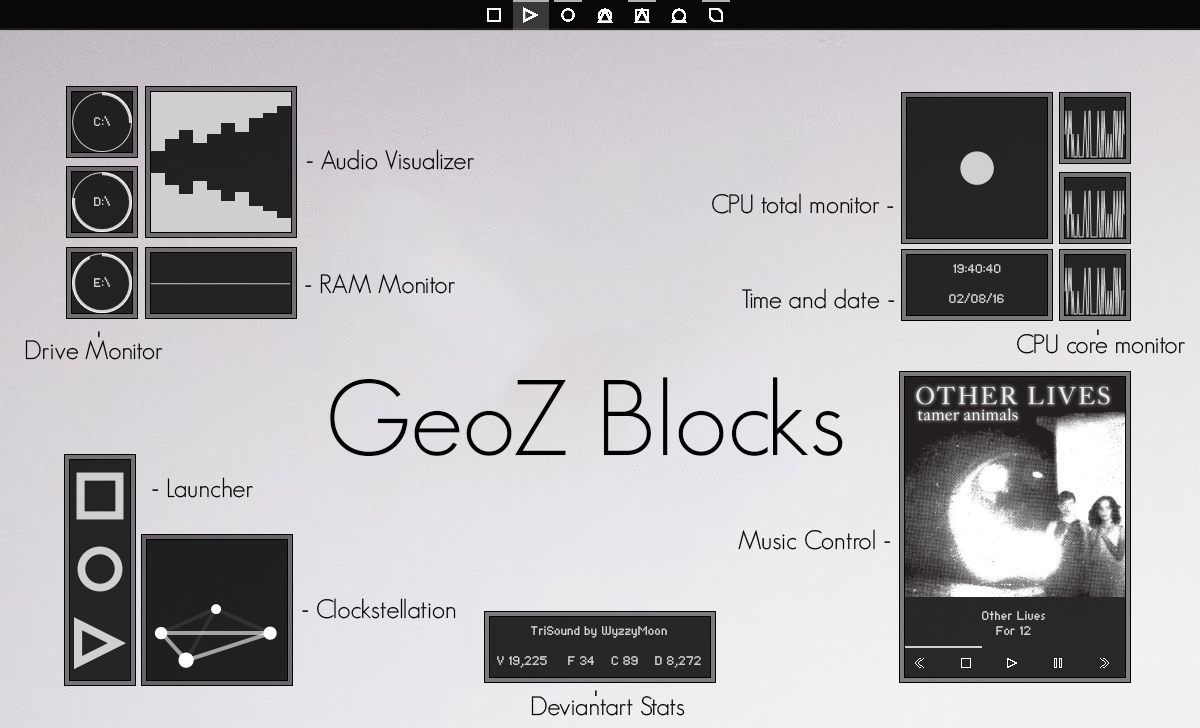 C:\
D:\
E:\
- Audio Visualizer
- RAM Monitor
Drive Monitor
CPU total monitor -
19:40:40
02/08/16
Time and date -
CPU core monitor
GeoZ Blocks
- Launcher
- Clockstellation
TriSound by WyzzyMoon
V 19,225 F 34 C 89 D 8,272
Deviantart Stats
Music Control -
OTHER LIVES
tamer animals
Other Lives
For 12